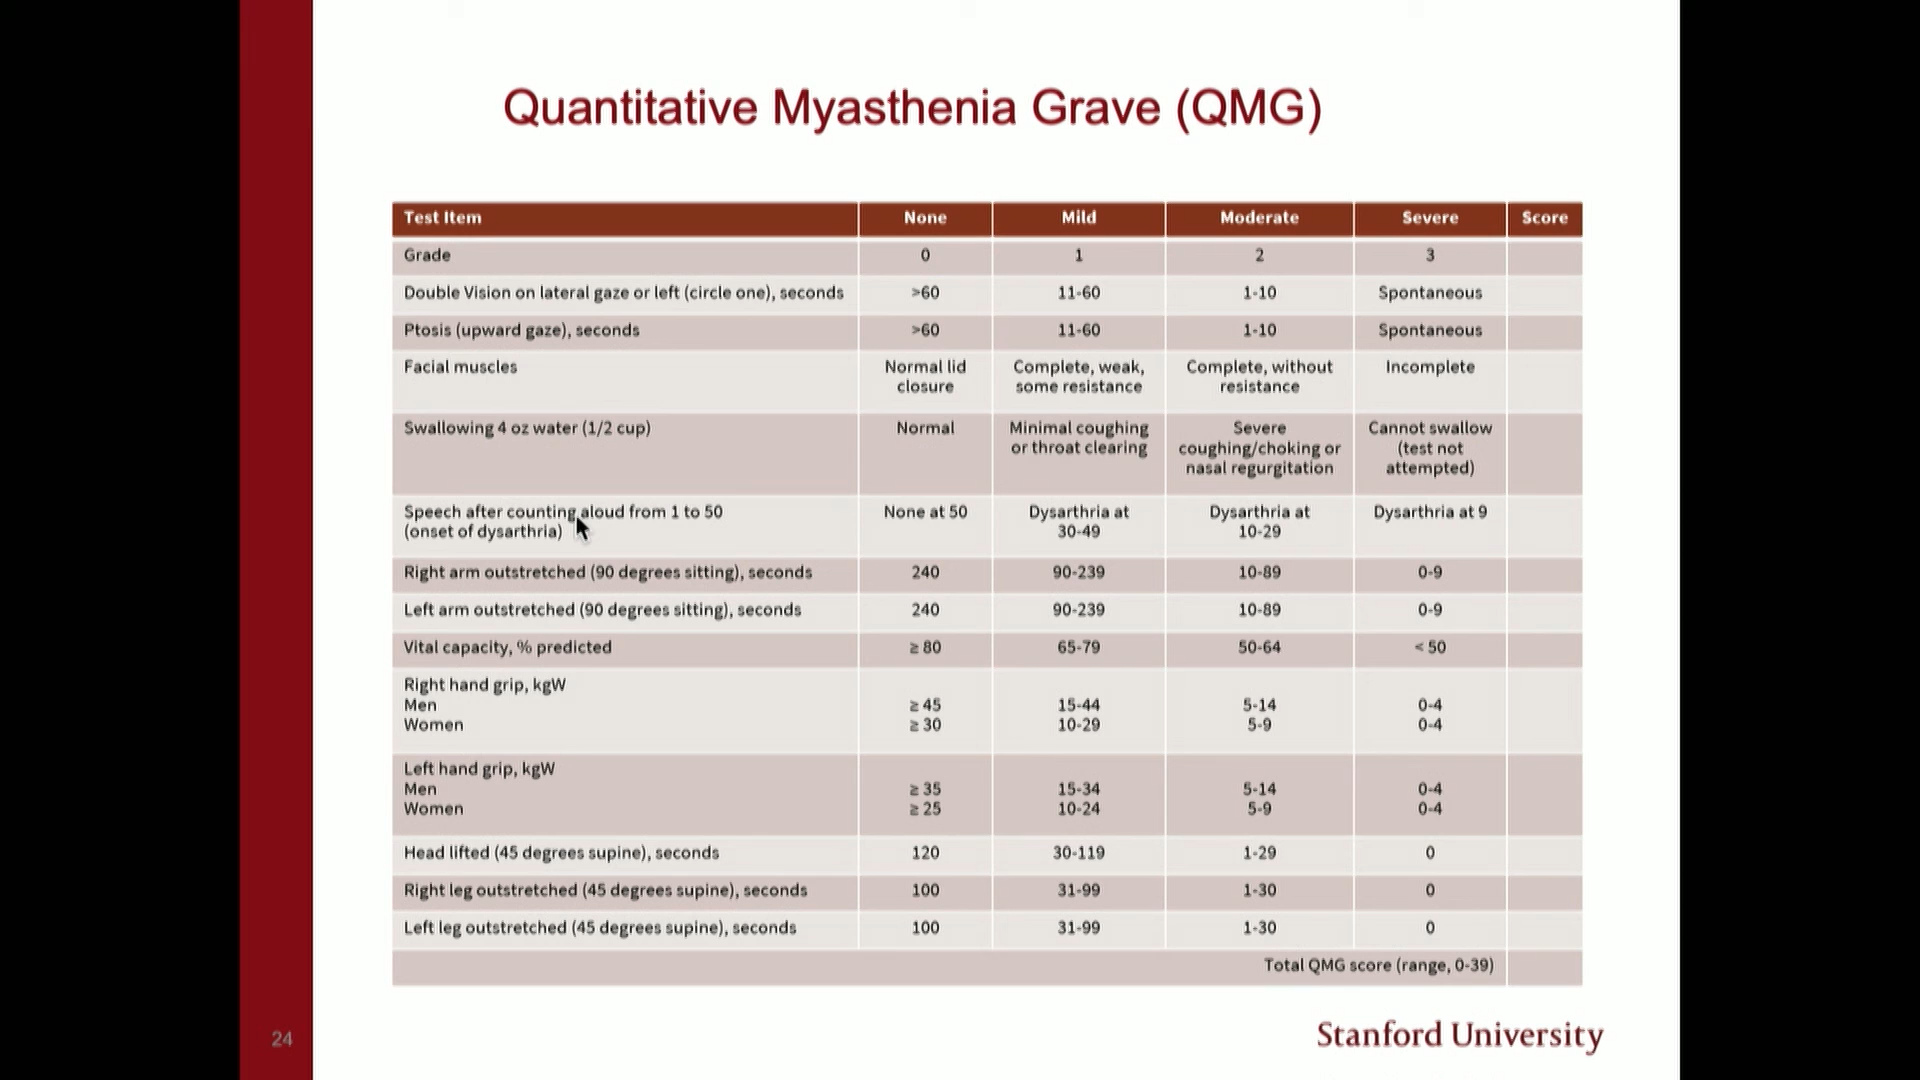 Quantitative Myasthenia Grave (QMG)
Test Item None Mild Moderate Severe Score
Grade 0 1 2 3
Double Vision on lateral gaze or left (circle one), seconds >60 11-60 1-10 Spontaneous
Ptosis (upward gaze), seconds >60 11-60 1-10 Spontaneous
Facial muscles Normal lid Complete, weak, Complete, without Incomplete
closure some resistance resistance
Swallowing 4 oz water (1/2 cup) Normal Minimal coughing Severe Cannot swallow
or throat clearing coughing/choking or (test not
nasal regurgitation attempted)
Speech after counting aloud from 1 to 50 None at 50 Dysarthria at Dysarthria at Dysarthria at 9
(onset of dysarthria) 30-49 10-29
Right arm outstretched (90 degrees sitting), seconds 240 90-239 10-89 0-9
Left arm outstretched (90 degrees sitting), seconds 240 90-239 10-89 0-9
Vital capacity, % predicted ≥ 80 65-79 50-64 < 50
Right hand grip, kgW
Men ≥ 45 15-44 5-14 0-4
Women ≥ 30 10-29 5-9 0-4
Left hand grip, kgW
Men ≥ 35 15-34 5-14 0-4
Women ≥ 25 10-24 5-9 0-4
Head lifted (45 degrees supine), seconds 120 30-119 1-29 0
Right leg outstretched (45 degrees supine), seconds 100 31-99 1-30 0
Left leg outstretched (45 degrees supine), seconds 100 31-99 1-30 0
Total QMG score (range, 0-39)
24
Stanford University